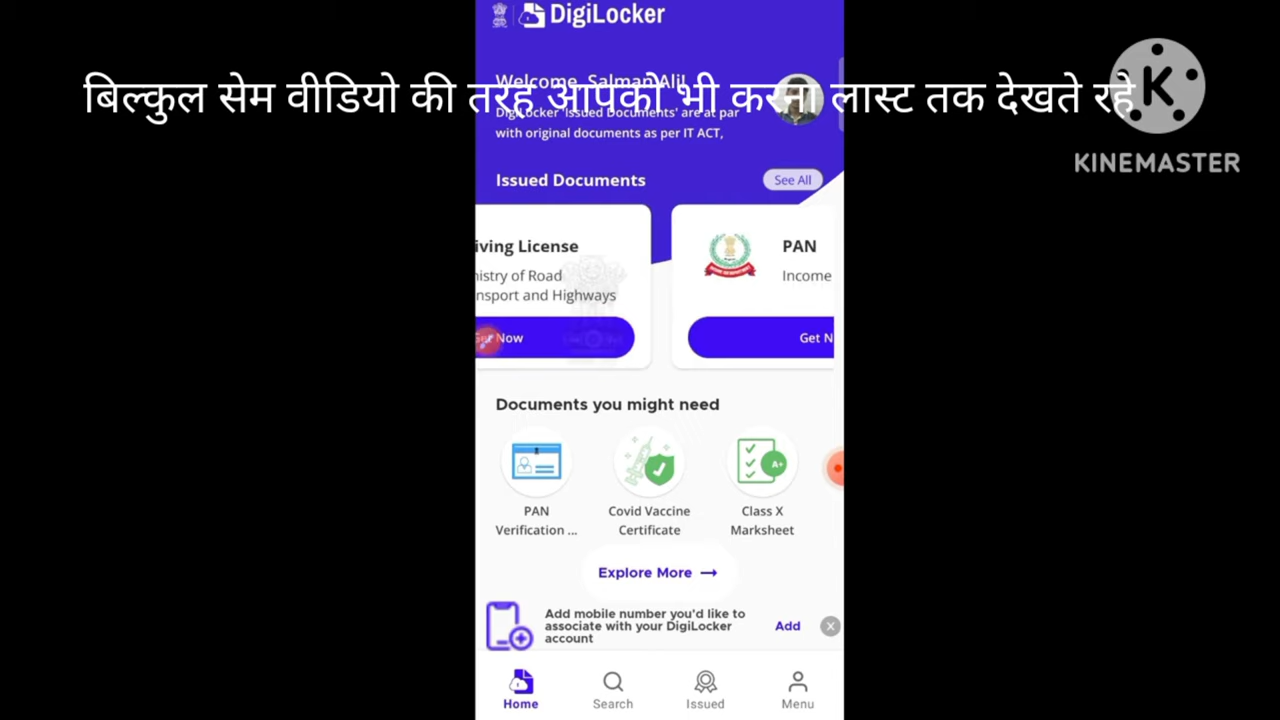 DigiLocker
Welcome, Salman Ali!
बिल्कुल सेम वीडियो की तरह आपको भी करना लास्ट तक देखते रहे
DigiLocker 'Issued Documents' are at par
with original documents as per IT ACT,
K
KINEMASTER
Issued Documents
See All
iving License
nistry of Road
nsport and Highways
Get Now
PAN
Income
Get N
Documents you might need
PAN
Verification ...
Covid Vaccine
Certificate
A+
Class X
Marksheet
Explore More →
Add mobile number you'd like to
associate with your DigiLocker
account
Add
Home
Search
Issued
Menu